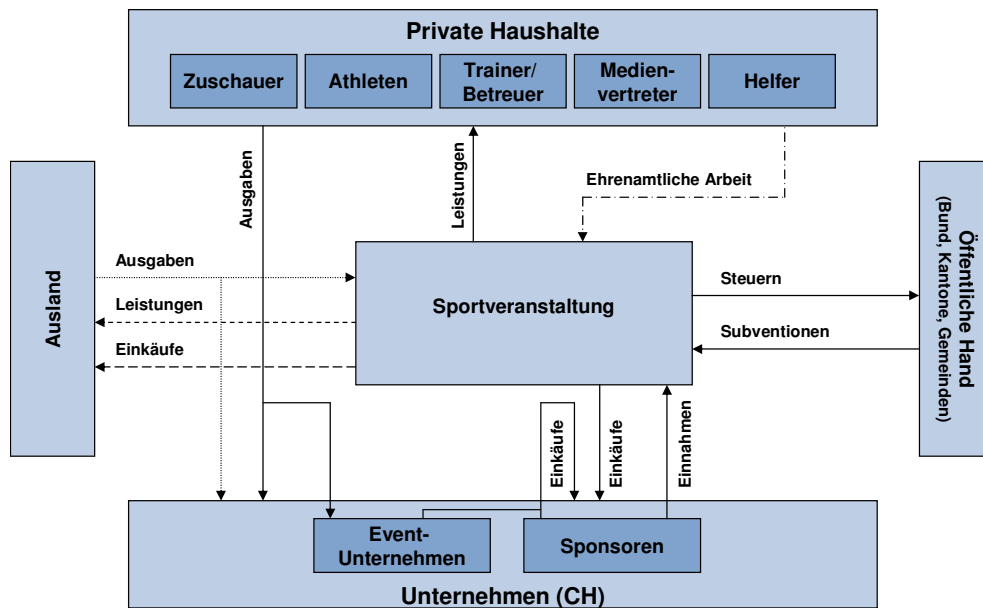 Private Haushalte
Zuschauer
Athleten
Trainer/
Betreuer
Medien-
vertreter
Helfer
Ausgaben
Leistungen
Ehrenamtliche Arbeit
Ausland
Ausgaben
Leistungen
Einkäufe
Sportveranstaltung
Steuern
Subventionen
Öffentliche Hand
(Bund, Kantone, Gemeinden)
Einkäufe
Einkäufe
Einnahmen
Event-
Unternehmen
Sponsoren
Unternehmen (CH)